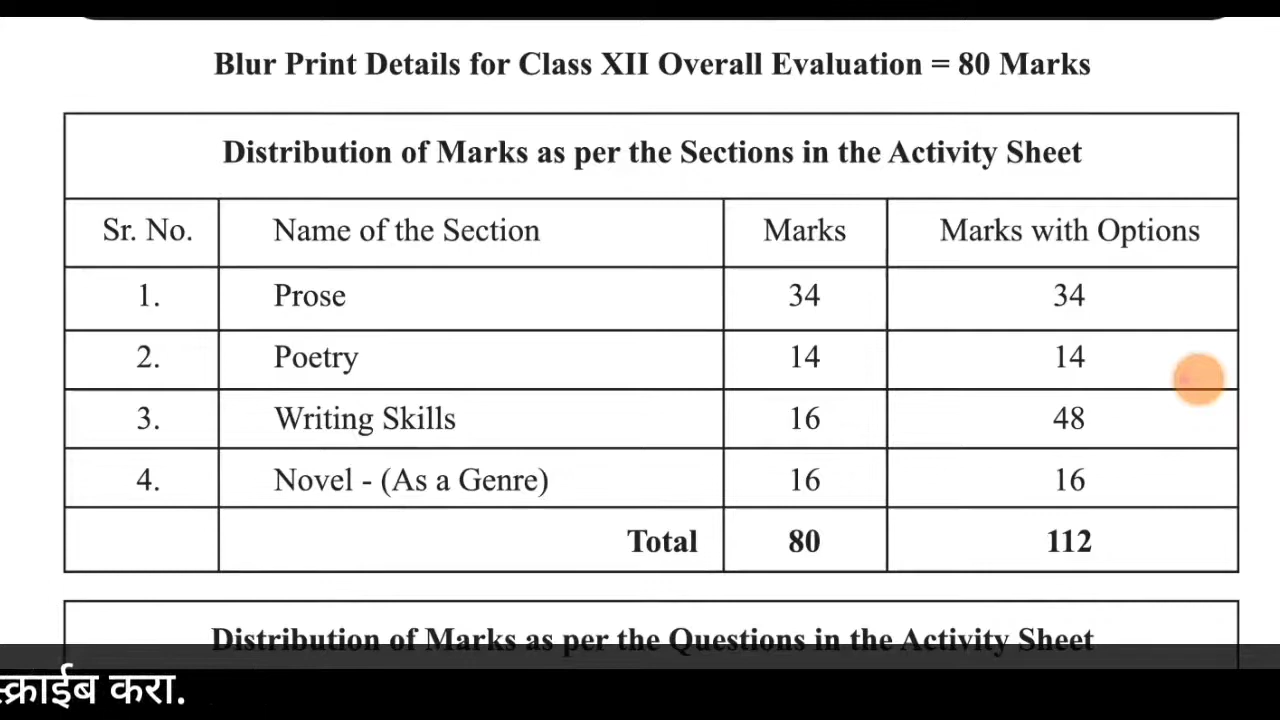 Blur Print Details for Class XII Overall Evaluation = 80 Marks
Distribution of Marks as per the Sections in the Activity Sheet
Sr. No. Name of the Section Marks Marks with Options
1. Prose 34 34
2. Poetry 14 14
3. Writing Skills 16 48
4. Novel - (As a Genre) 16 16
Total 80 112
Distribution of Marks as per the Questions in the Activity Sheet
करा.